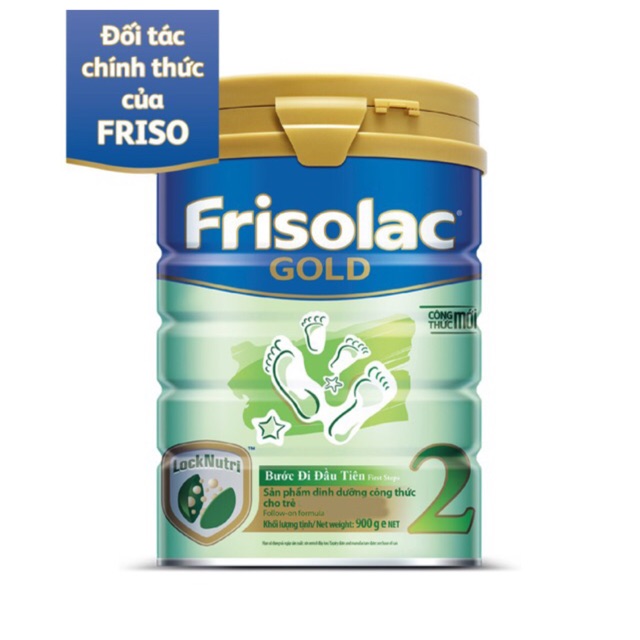 Đối tác
chính thức
của
FRISO
Frisolac®
GOLD
CÔNG
THỨC mới
LockNutri™
Bước Đi Đầu Tiên First Steps
Sản phẩm dinh dưỡng công thức
cho trẻ
Follow-on formula
Khối lượng tịnh/Net weight: 900 g e NET
2